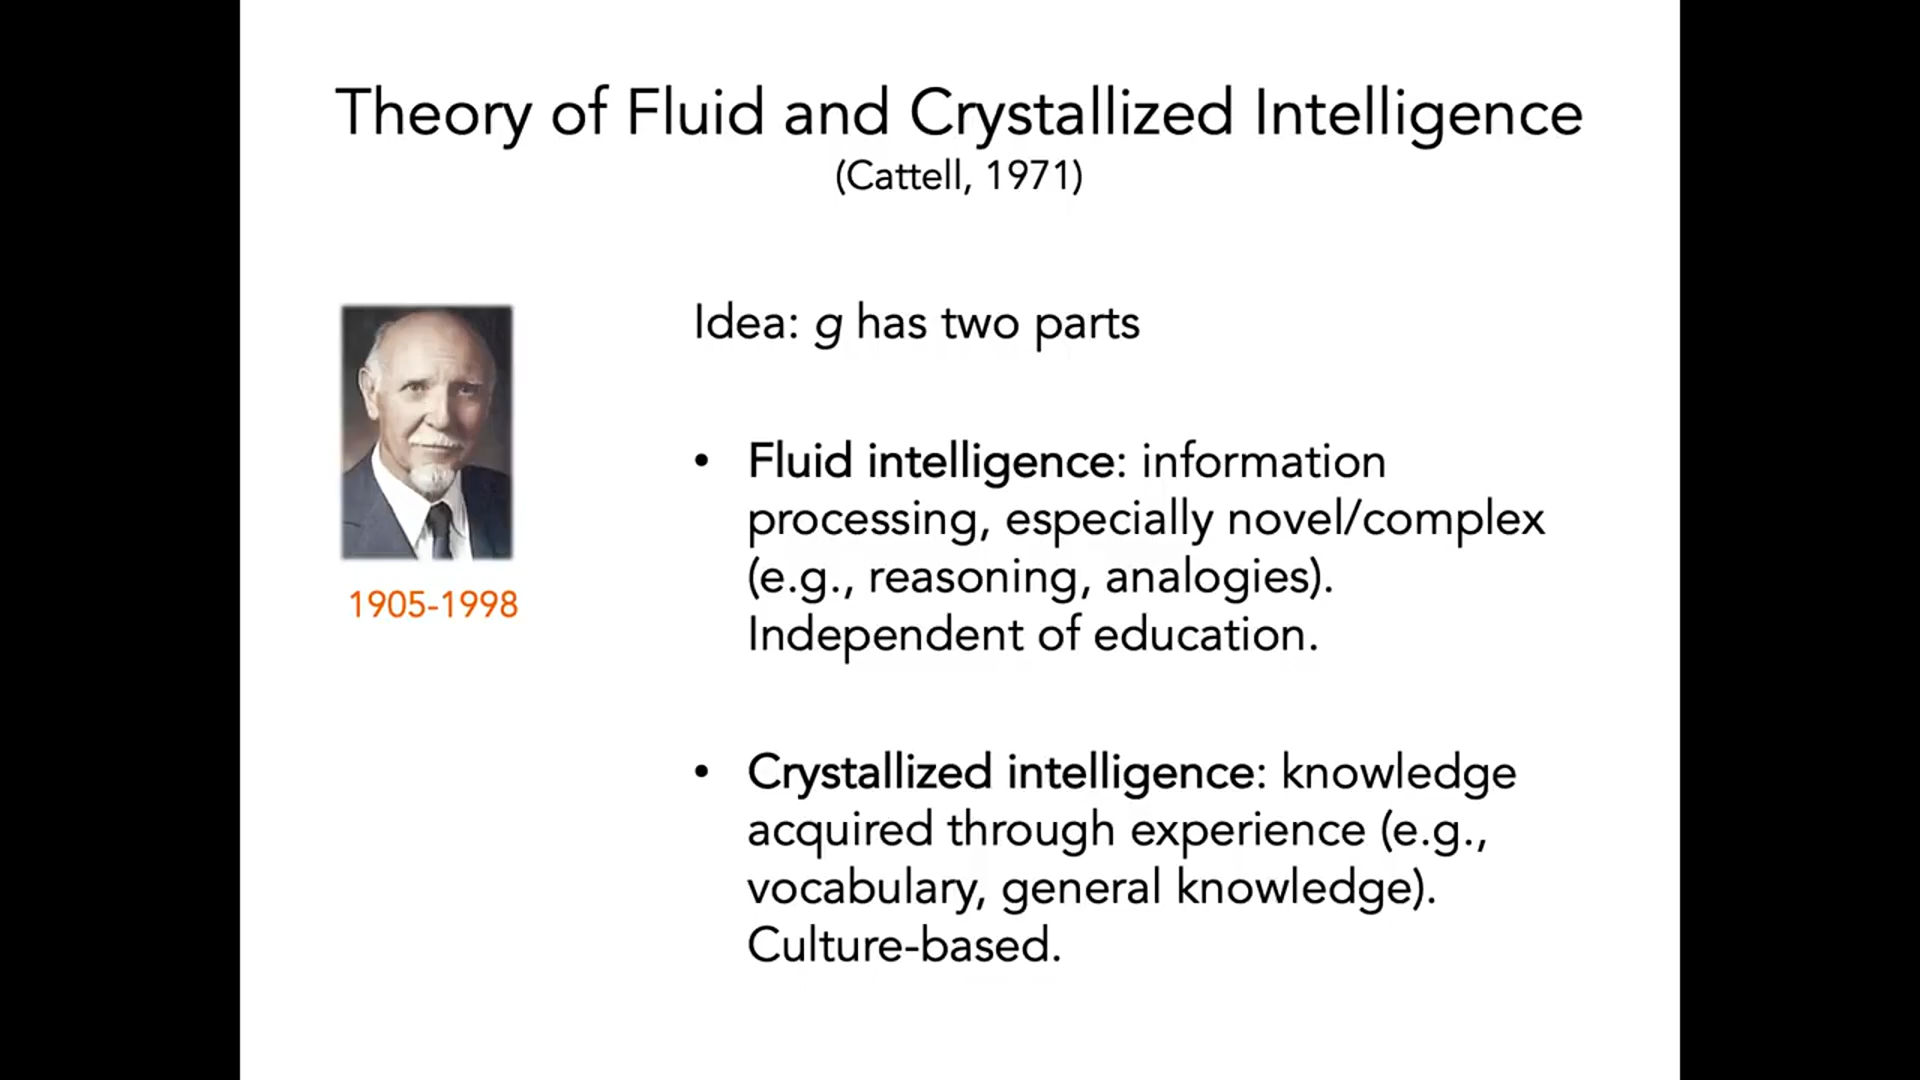 Theory of Fluid and Crystallized Intelligence
(Cattell, 1971)
Idea: g has two parts
1905-1998
• Fluid intelligence: information
processing, especially novel/complex
(e.g., reasoning, analogies).
Independent of education.
• Crystallized intelligence: knowledge
acquired through experience (e.g.,
vocabulary, general knowledge).
Culture-based.